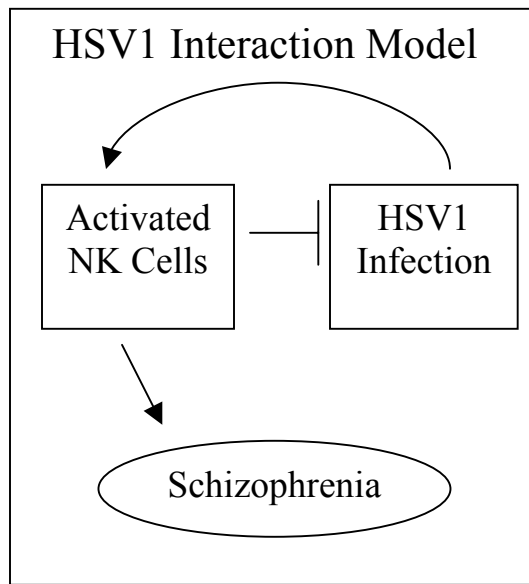 HSV1 Interaction Model
Activated
NK Cells
HSV1
Infection
Schizophrenia